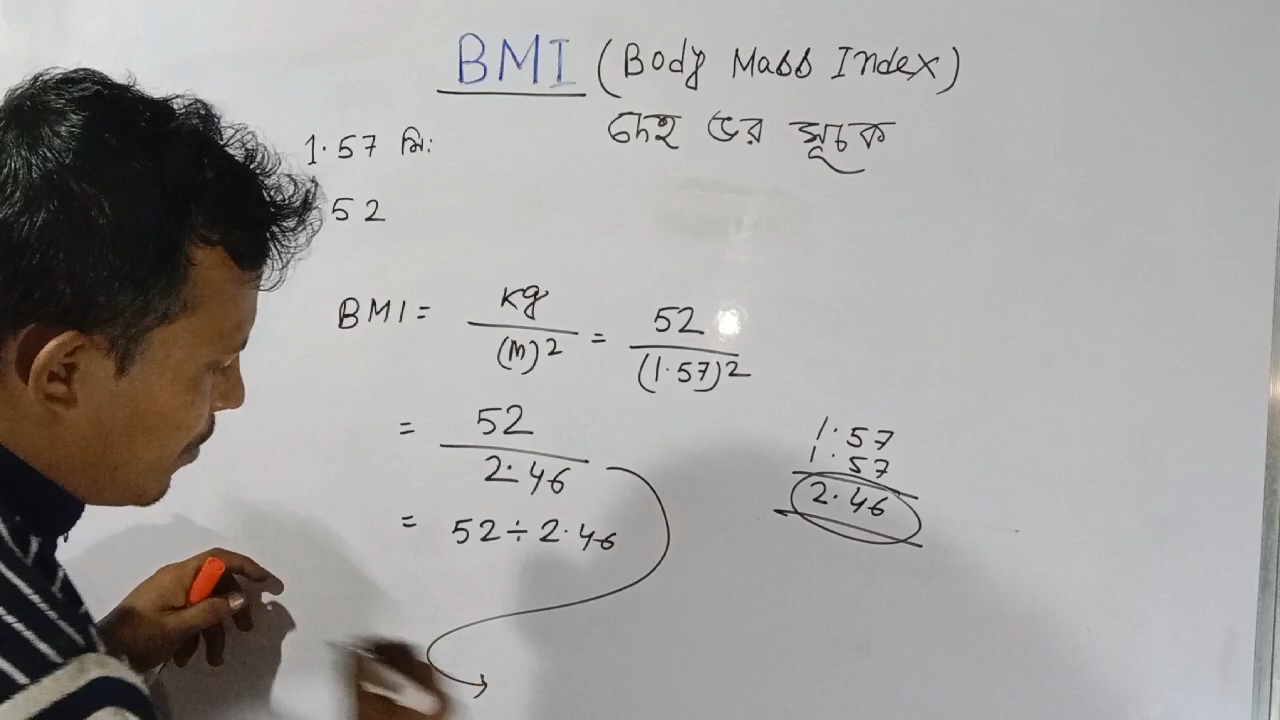 BMI (Body Mass Index)
দেহ ভর সূচক
1.57 মি:
52
BMI = kg / (m)2 = 52 / (1.57)2
= 52 / 2.46
= 52 ÷ 2.46
1.57
1.57
2.46